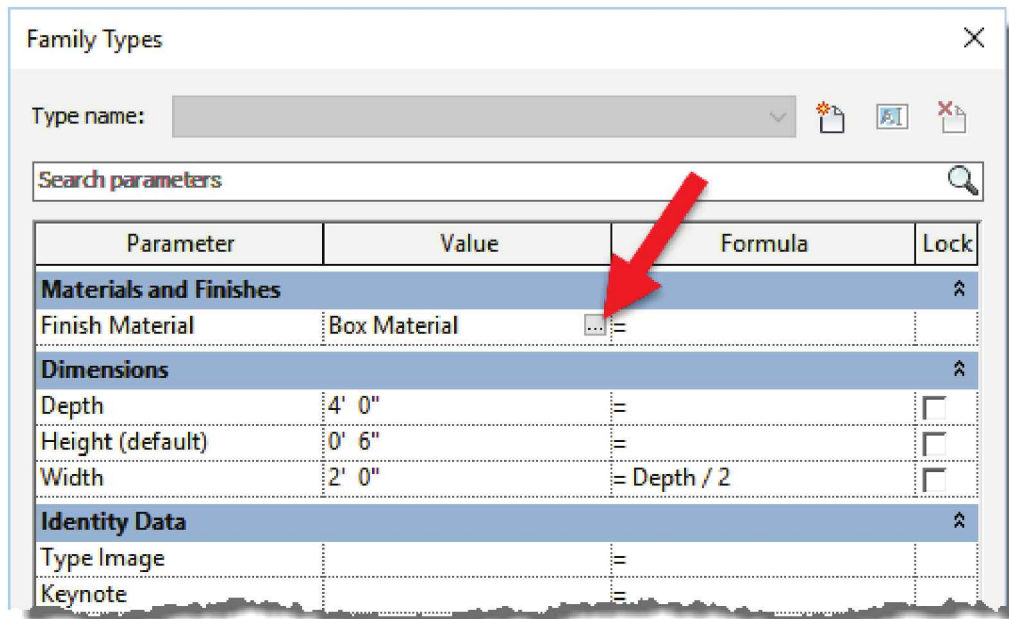 Family Types
Type name:
Search parameters
Parameter Value Formula Lock
Materials and Finishes
Finish Material Box Material ... =
Dimensions
Depth 4' 0" =
Height (default) 0' 6" =
Width 2' 0" = Depth / 2
Identity Data
Type Image =
Keynote =